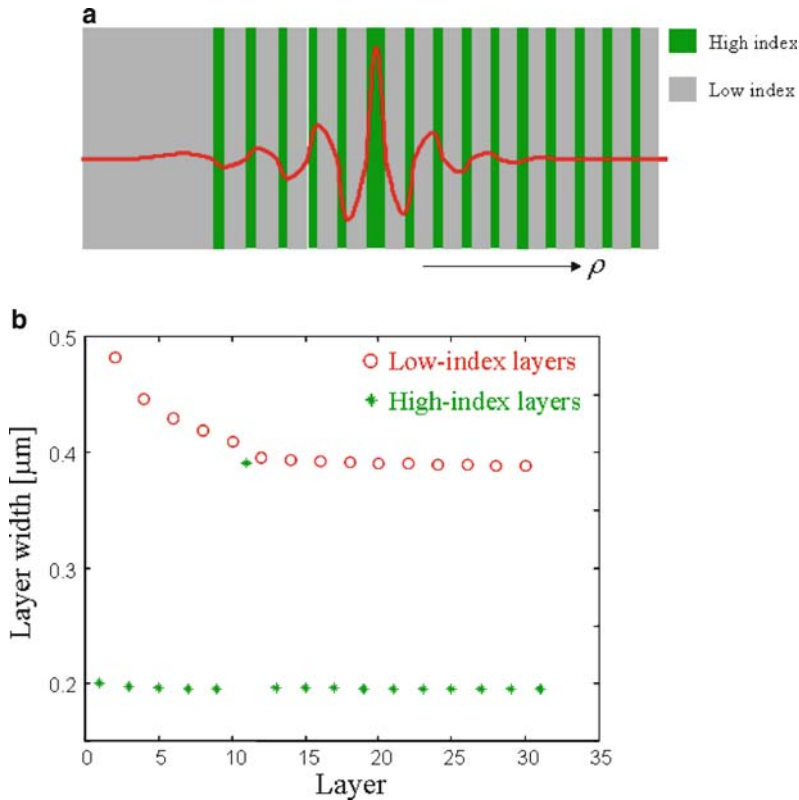 a
High index
Low index
ρ
b
0.5
Low-index layers
High-index layers
0.4
0.3
0.2
Layer width [µm]
0 5 10 15 20 25 30 35
Layer